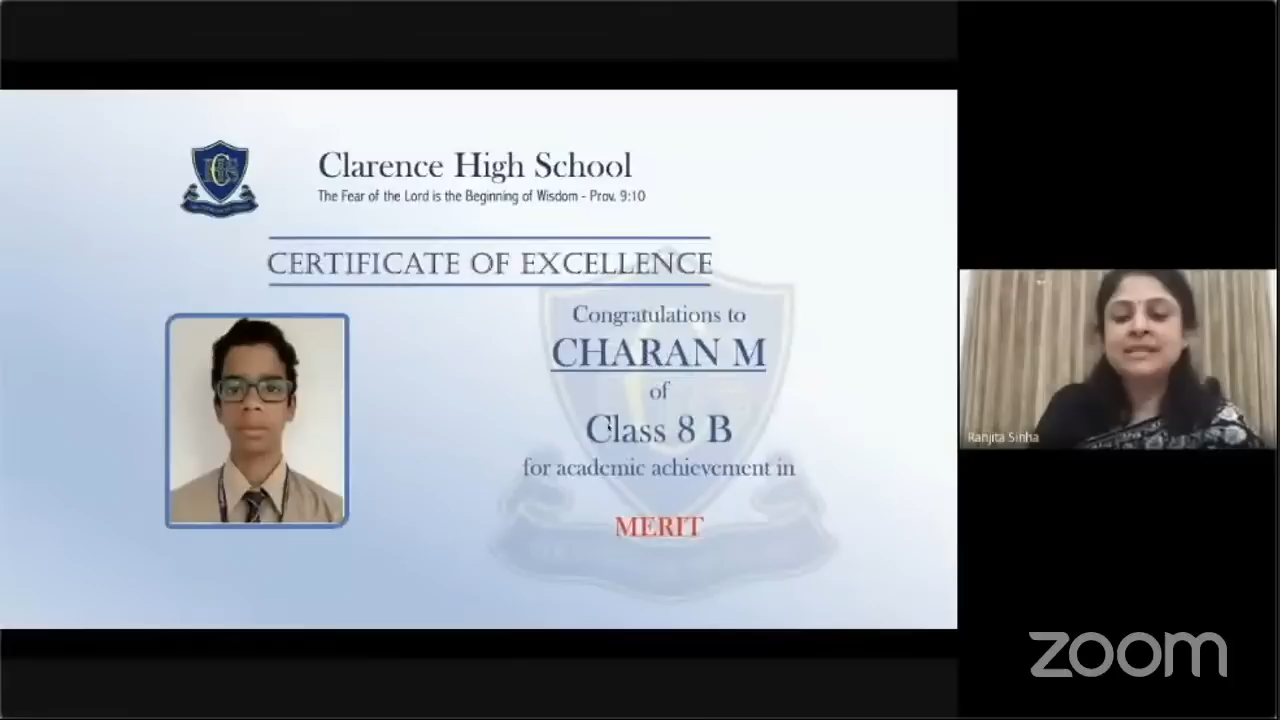 Clarence High School
The Fear of the Lord is the Beginning of Wisdom - Prov. 9:10
CERTIFICATE OF EXCELLENCE
Congratulations to
CHARAN M
of
Class 8 B
for academic achievement in
MERIT
Ranjita Sinha
zoom